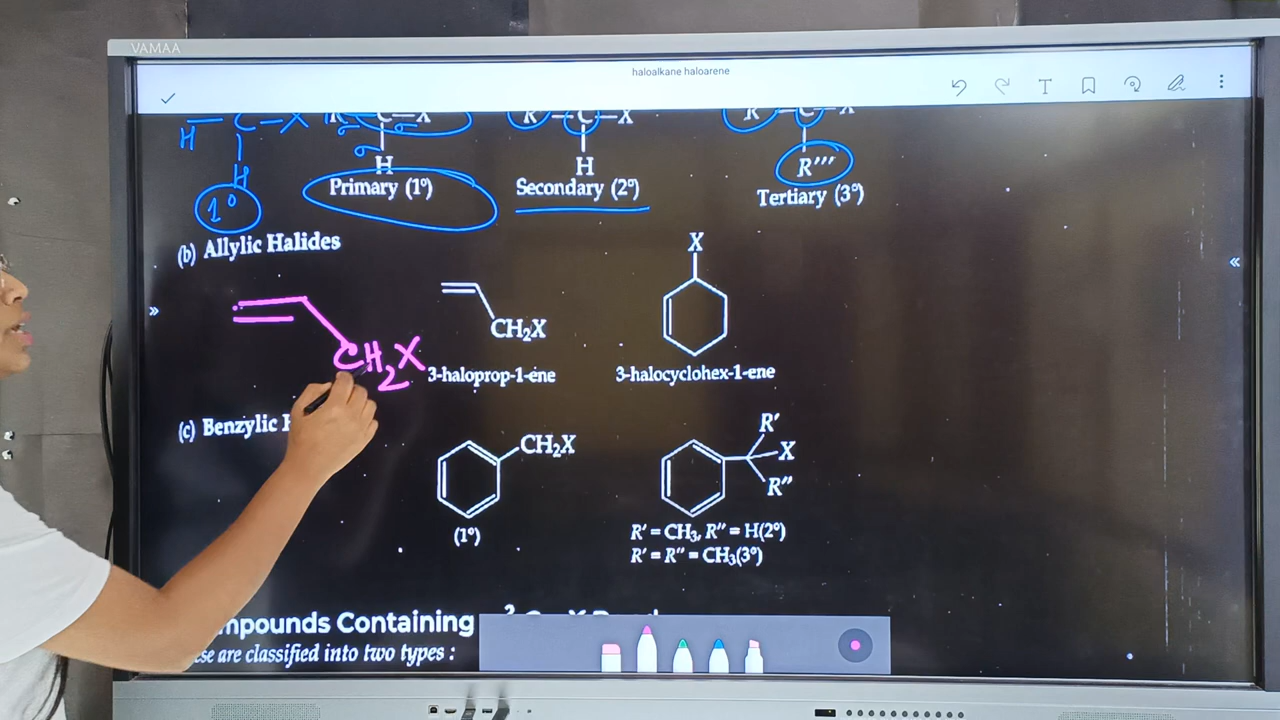 VAMAA
haloalkane haloarene
H — C — X R — C — X R — C — X R — C — X
H H H R'''
1° Primary (1°) Secondary (2°) Tertiary (3°)
(b) Allylic Halides
X
CH₂X
CH₂X
3-haloprop-1-ene 3-halocyclohex-1-ene
(c) Benzylic
CH₂X R'
X
R''
(1°) R' = CH₃, R'' = H(2°)
R' = R'' = CH₃(3°)
Compounds Containing
These are classified into two types :